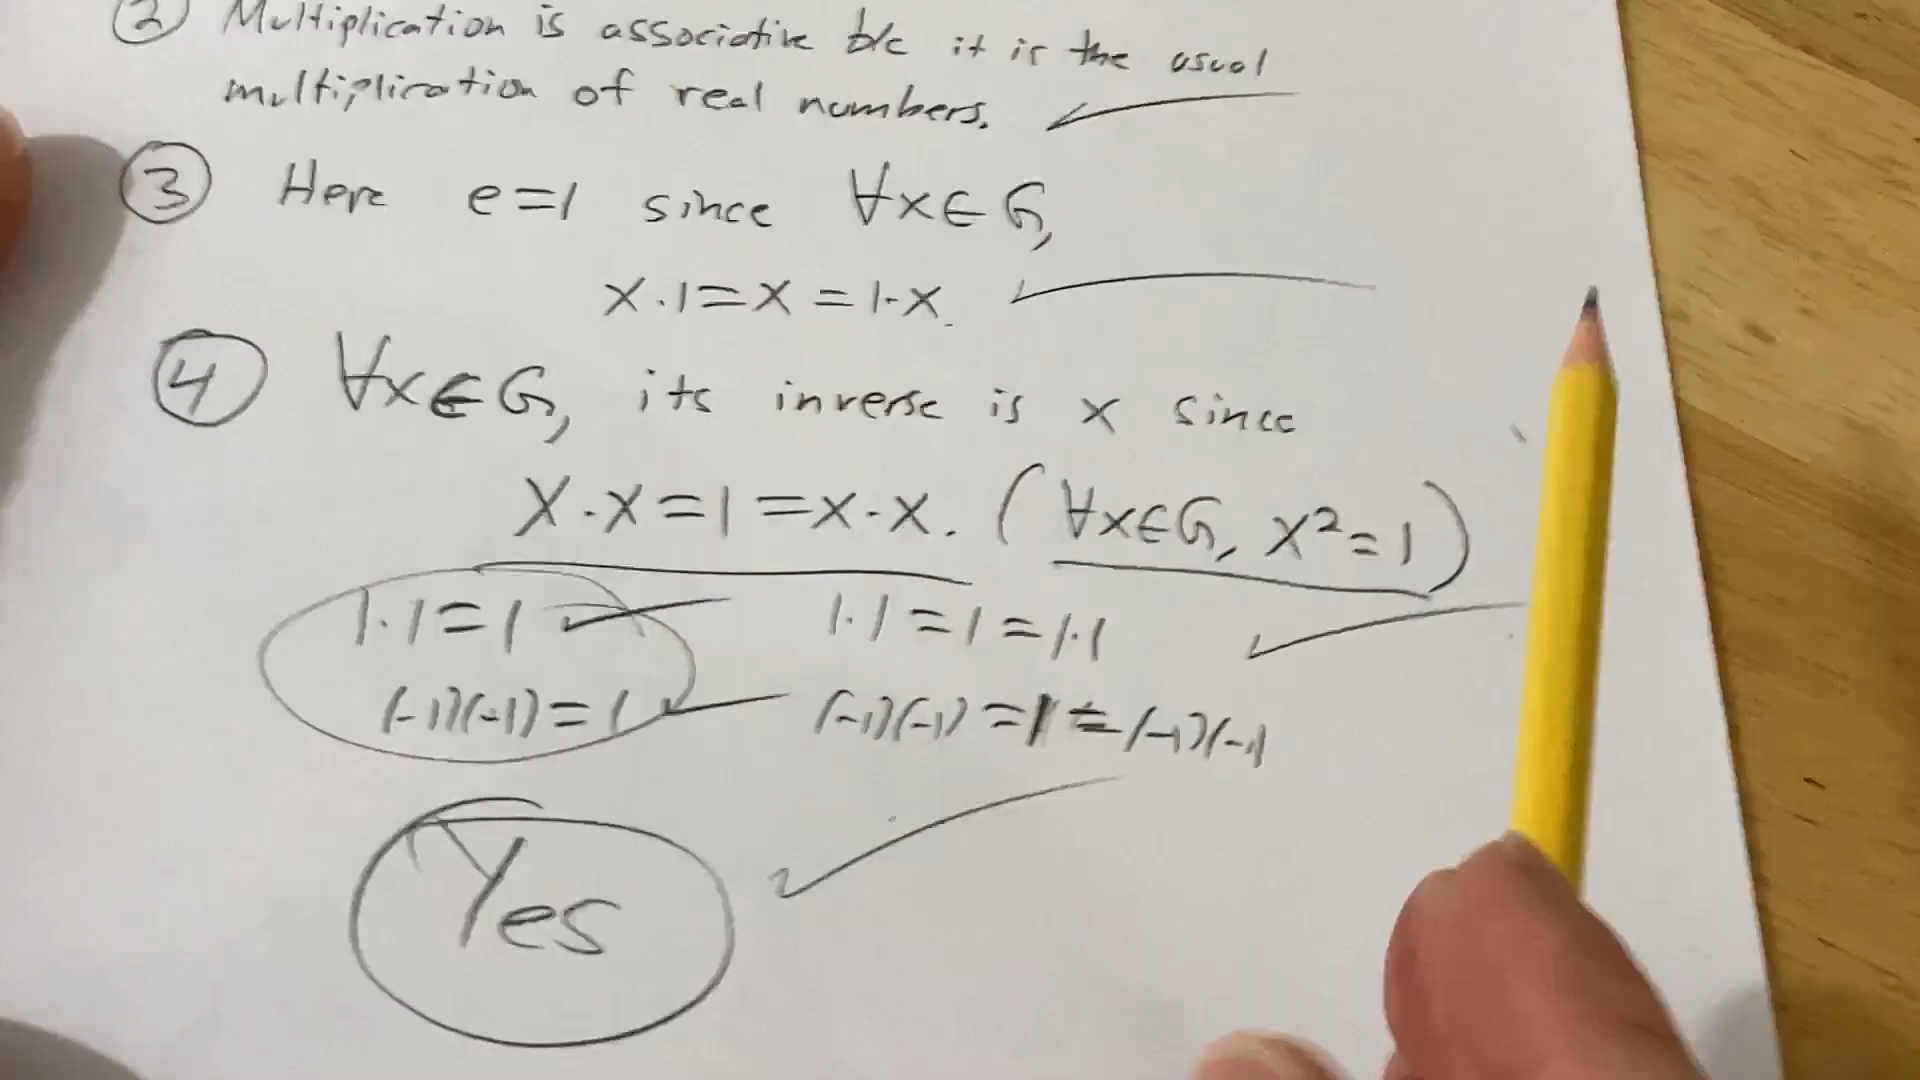 ② Multiplication is associative b/c it is the usual
multiplication of real numbers.
③ Here e=1 since ∀x∈G,
x·1=x=1·x.
④ ∀x∈G, its inverse is x since
x·x=1=x·x. (∀x∈G, x²=1)
1·1=1 1·1=1=1·1
(-1)(-1)=1 (-1)(-1)=1=(-1)(-1)
Yes